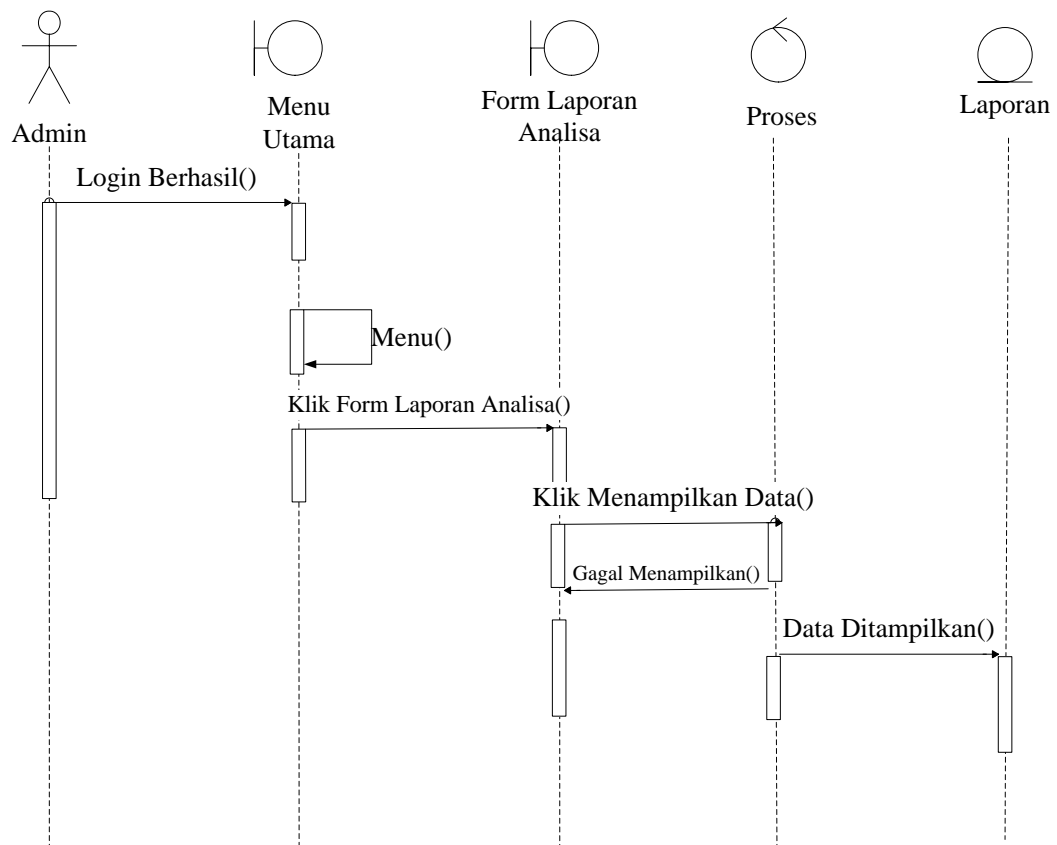 Admin
Menu
Utama
Form Laporan
Analisa
Proses
Laporan
Login Berhasil()
Menu()
Klik Form Laporan Analisa()
Klik Menampilkan Data()
Gagal Menampilkan()
Data Ditampilkan()